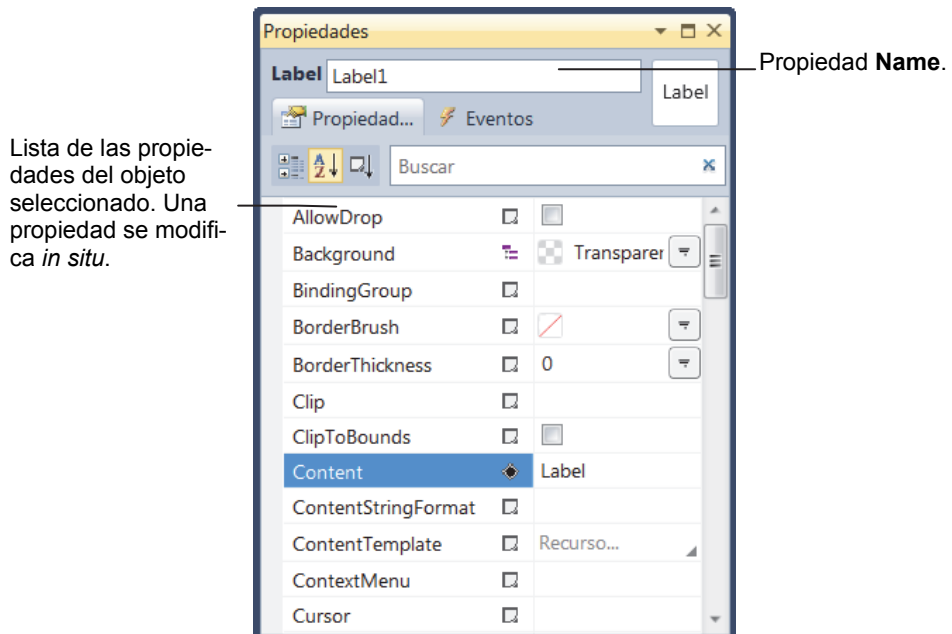 Propiedades
Label Label1
Label
Propiedad Name.
Propiedad... Eventos
Buscar
Lista de las propie-
dades del objeto
seleccionado. Una
propiedad se modifi-
ca in situ.
AllowDrop
Background Transparer
BindingGroup
BorderBrush
BorderThickness 0
Clip
ClipToBounds
Content Label
ContentStringFormat
ContentTemplate Recurso...
ContextMenu
Cursor